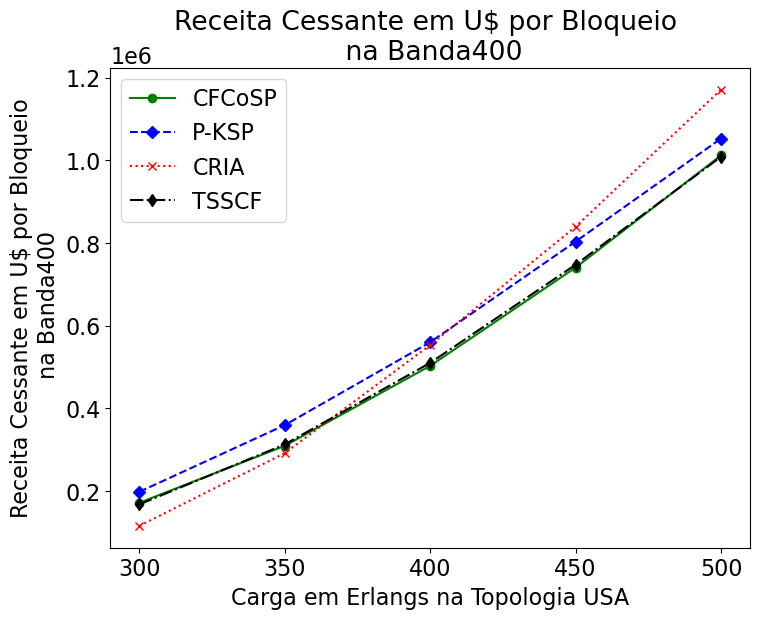 Receita Cessante em U$ por Bloqueio
na Banda400
1e6
CFCoSP
P-KSP
CRIA
TSSCF
1.2
1.0
0.8
0.6
0.4
0.2
Receita Cessante em U$ por Bloqueio
na Banda400
300 350 400 450 500
Carga em Erlangs na Topologia USA